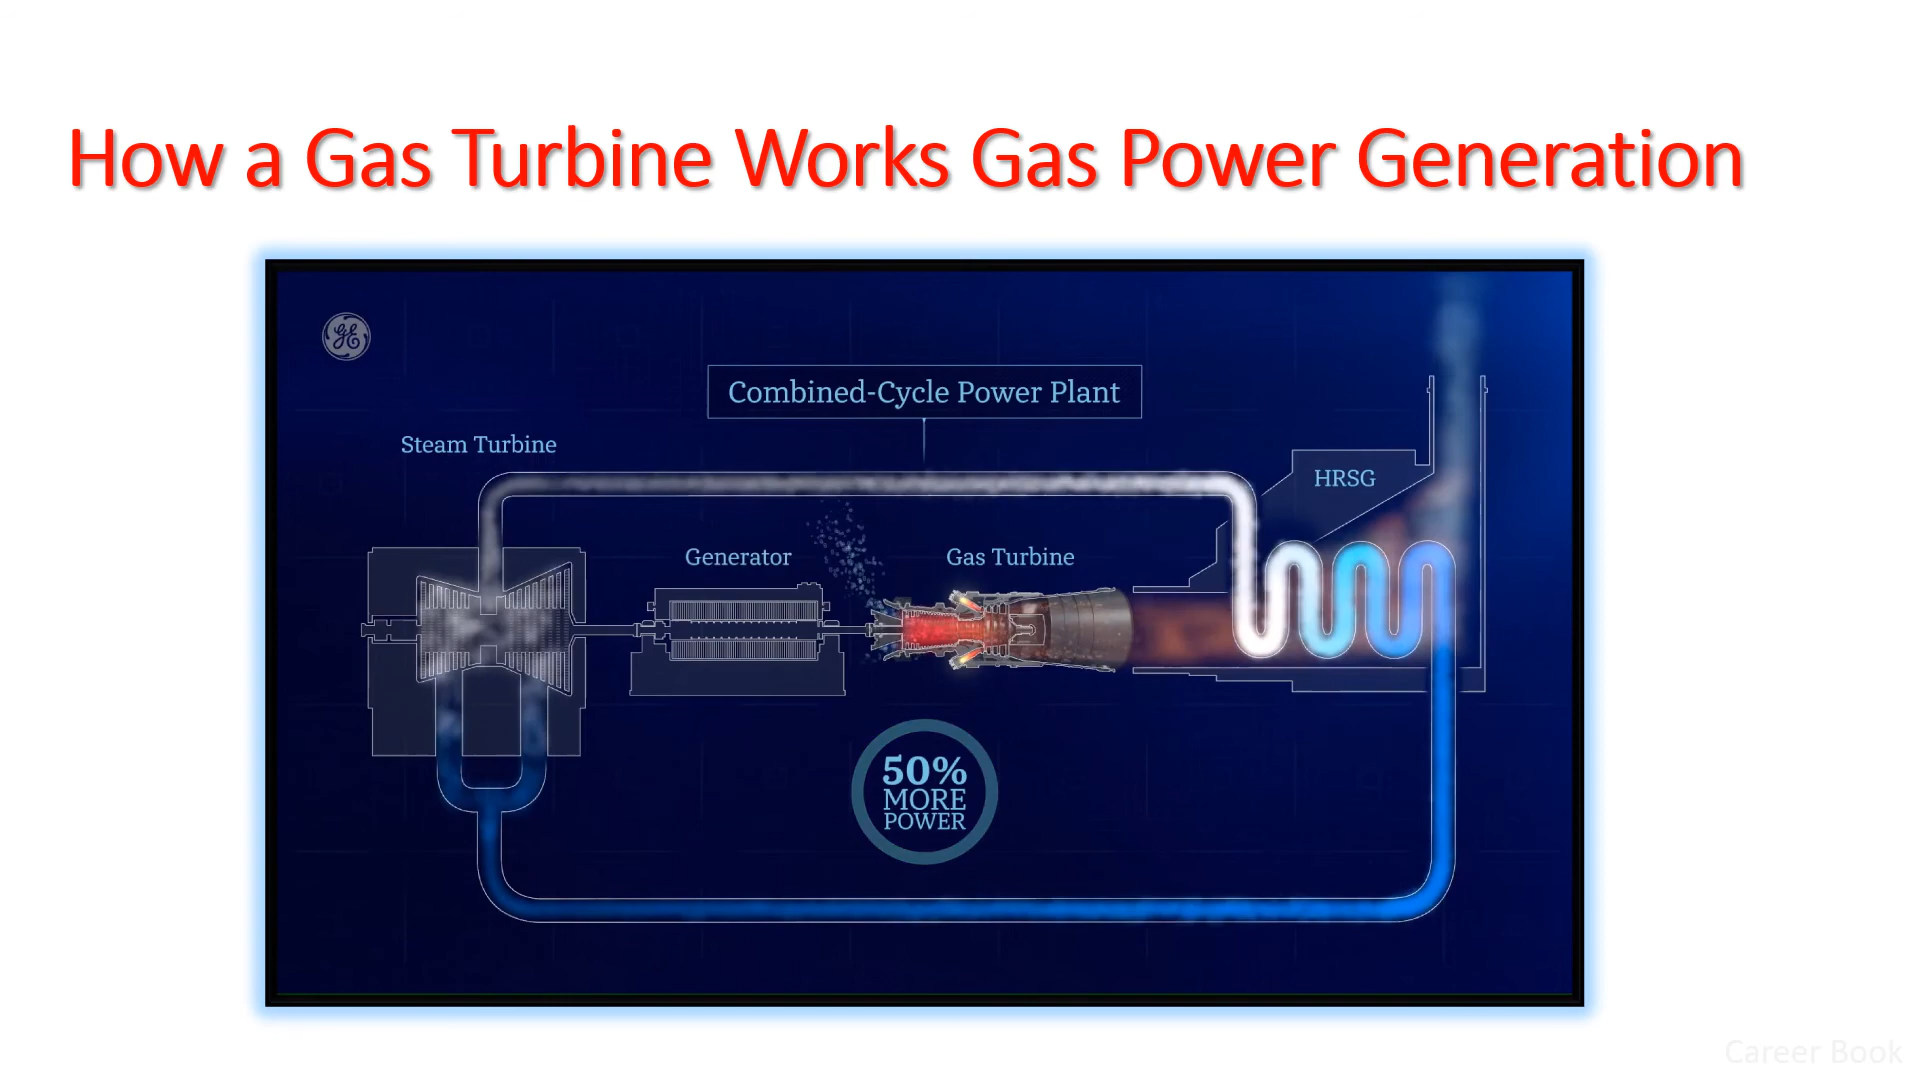 How a Gas Turbine Works Gas Power Generation
GE
Combined-Cycle Power Plant
Steam Turbine
HRSG
Generator
Gas Turbine
50%
MORE
POWER
Career Book